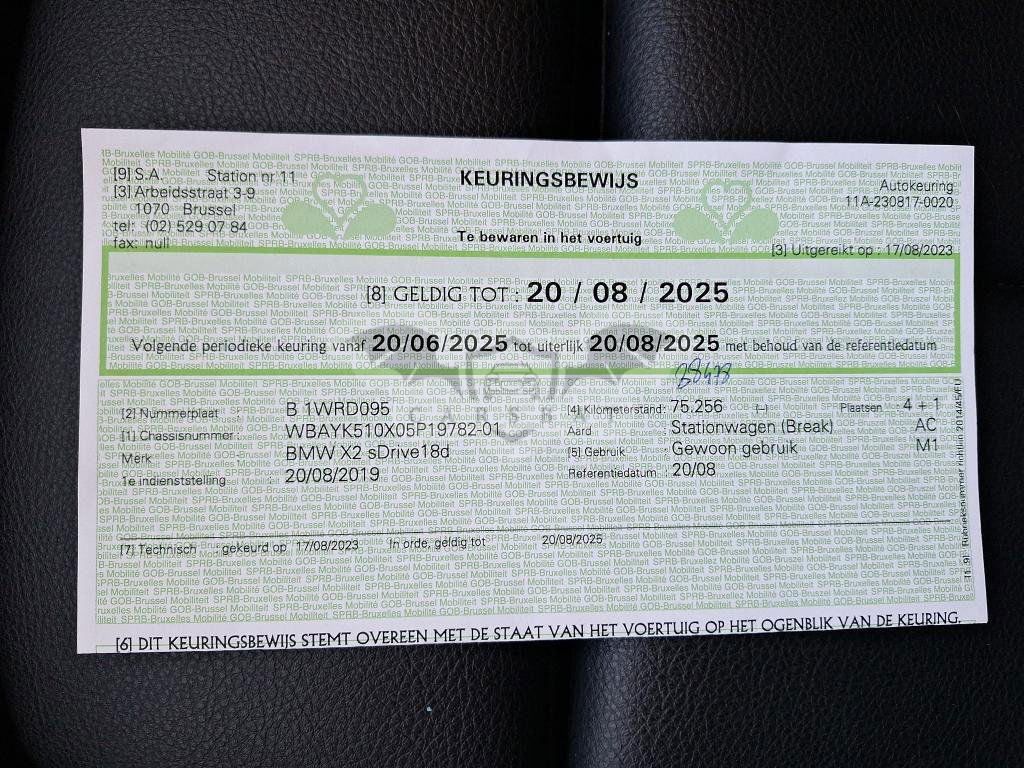 [9] S.A. Station nr 11
[3] Arbeidsstraat 3-9
1070 Brussel
tel: (02) 529 07 84
fax: null
KEURINGSBEWIJS
Te bewaren in het voertuig
Autokeuring
11A-230817-0020
[3] Uitgereikt op : 17/08/2023
[8] GELDIG TOT : 20 / 08 / 2025
Volgende periodieke keuring vanaf 20/06/2025 tot uiterlijk 20/08/2025 met behoud van de referentiedatum
[2] Nummerplaat B 1WRD095
[1] Chassisnummer : WBAYK510X05P19782-01
Merk BMW X2 sDrive18d
1e indienststelling : 20/08/2019
[4] Kilometerstand : 75.256 Plaatsen 4 + 1
Aard Stationwagen (Break) AC
[5] Gebruik : Gewoon gebruik M1
Referentiedatum : 20/08
[7] Technisch : gekeurd op 17/08/2023 In orde, geldig tot 20/08/2025
[6] DIT KEURINGSBEWIJS STEMT OVEREEN MET DE STAAT VAN HET VOERTUIG OP HET OGENBLIK VAN DE KEURING.